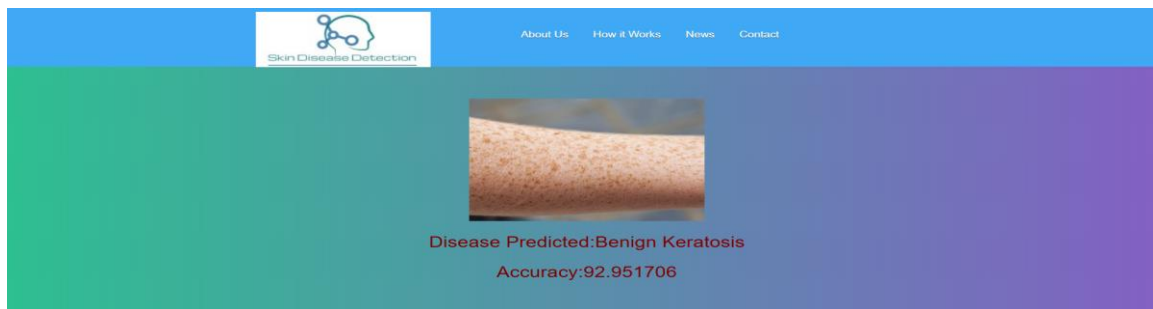 About Us How it Works News Contact
Skin Disease Detection
Disease Predicted:Benign Keratosis
Accuracy:92.951706